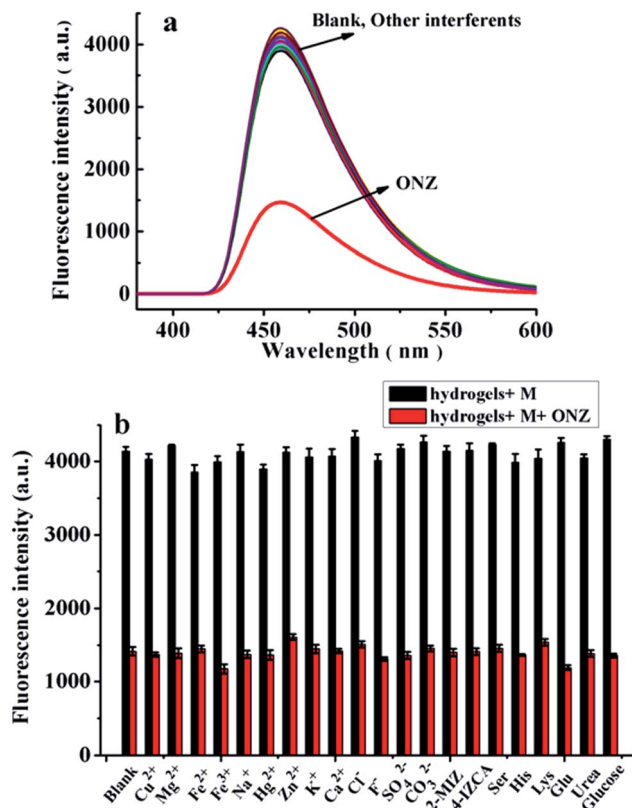 a
Blank, Other interferents
ONZ
Fluorescence intensity ( a.u.)
4000
3000
2000
1000
0
400 450 500 550 600
Wavelength ( nm )
b
hydrogels+ M
hydrogels+ M+ ONZ
Fluorescence intensity (a.u.)
5000
4000
3000
2000
1000
0
Blank
Cu2+
Mg2+
Fe2+
Fe3+
Na+
Hg2+
Zn2+
K+
Ca2+
Cl-
F-
SO42-
CO32-
2-MIZ
4-IZCA
Ser
His
Lys
Glu
Urea
Glucose